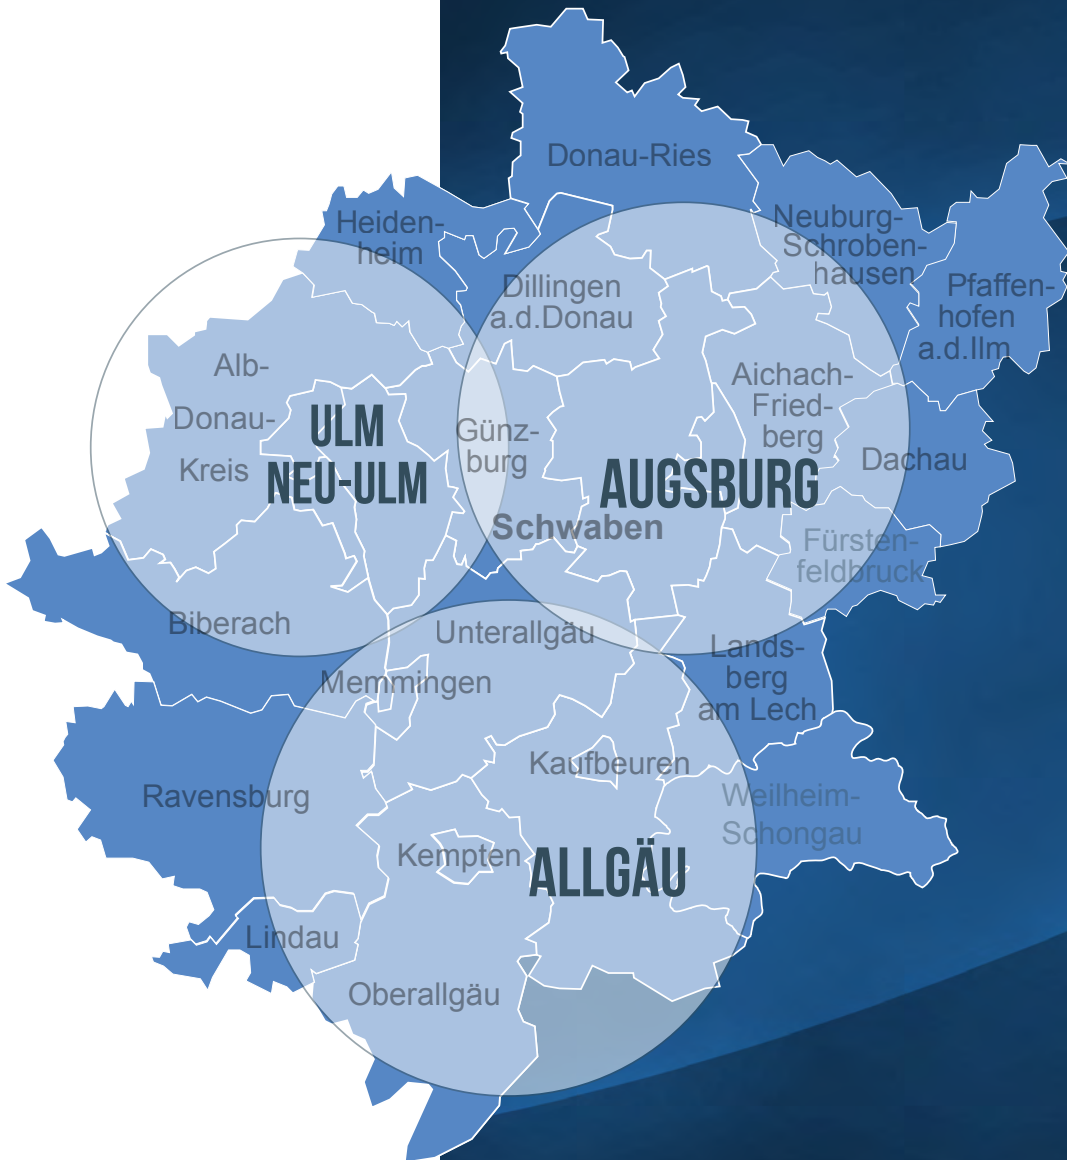 Donau-Ries
Heiden-
heim
Neuburg-
Schroben-
hausen
Pfaffen-
hofen
a.d.Ilm
Dillingen
a.d.Donau
Alb-
Donau-
Kreis
ULM
NEU-ULM
Günz-
burg
Aichach-
Fried-
berg
AUGSBURG
Dachau
Schwaben
Fürsten-
feldbruck
Biberach
Unterallgäu
Memmingen
Lands-
berg
am Lech
Kaufbeuren
Ravensburg
Weilheim-
Schongau
Kempten
ALLGÄU
Lindau
Oberallgäu